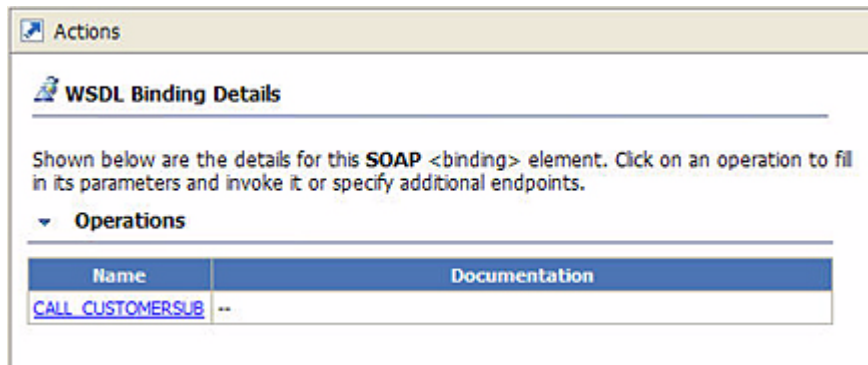 Actions
WSDL Binding Details
Shown below are the details for this SOAP <binding> element. Click on an operation to fill
in its parameters and invoke it or specify additional endpoints.
Operations
Name Documentation
CALL_CUSTOMERSUB --